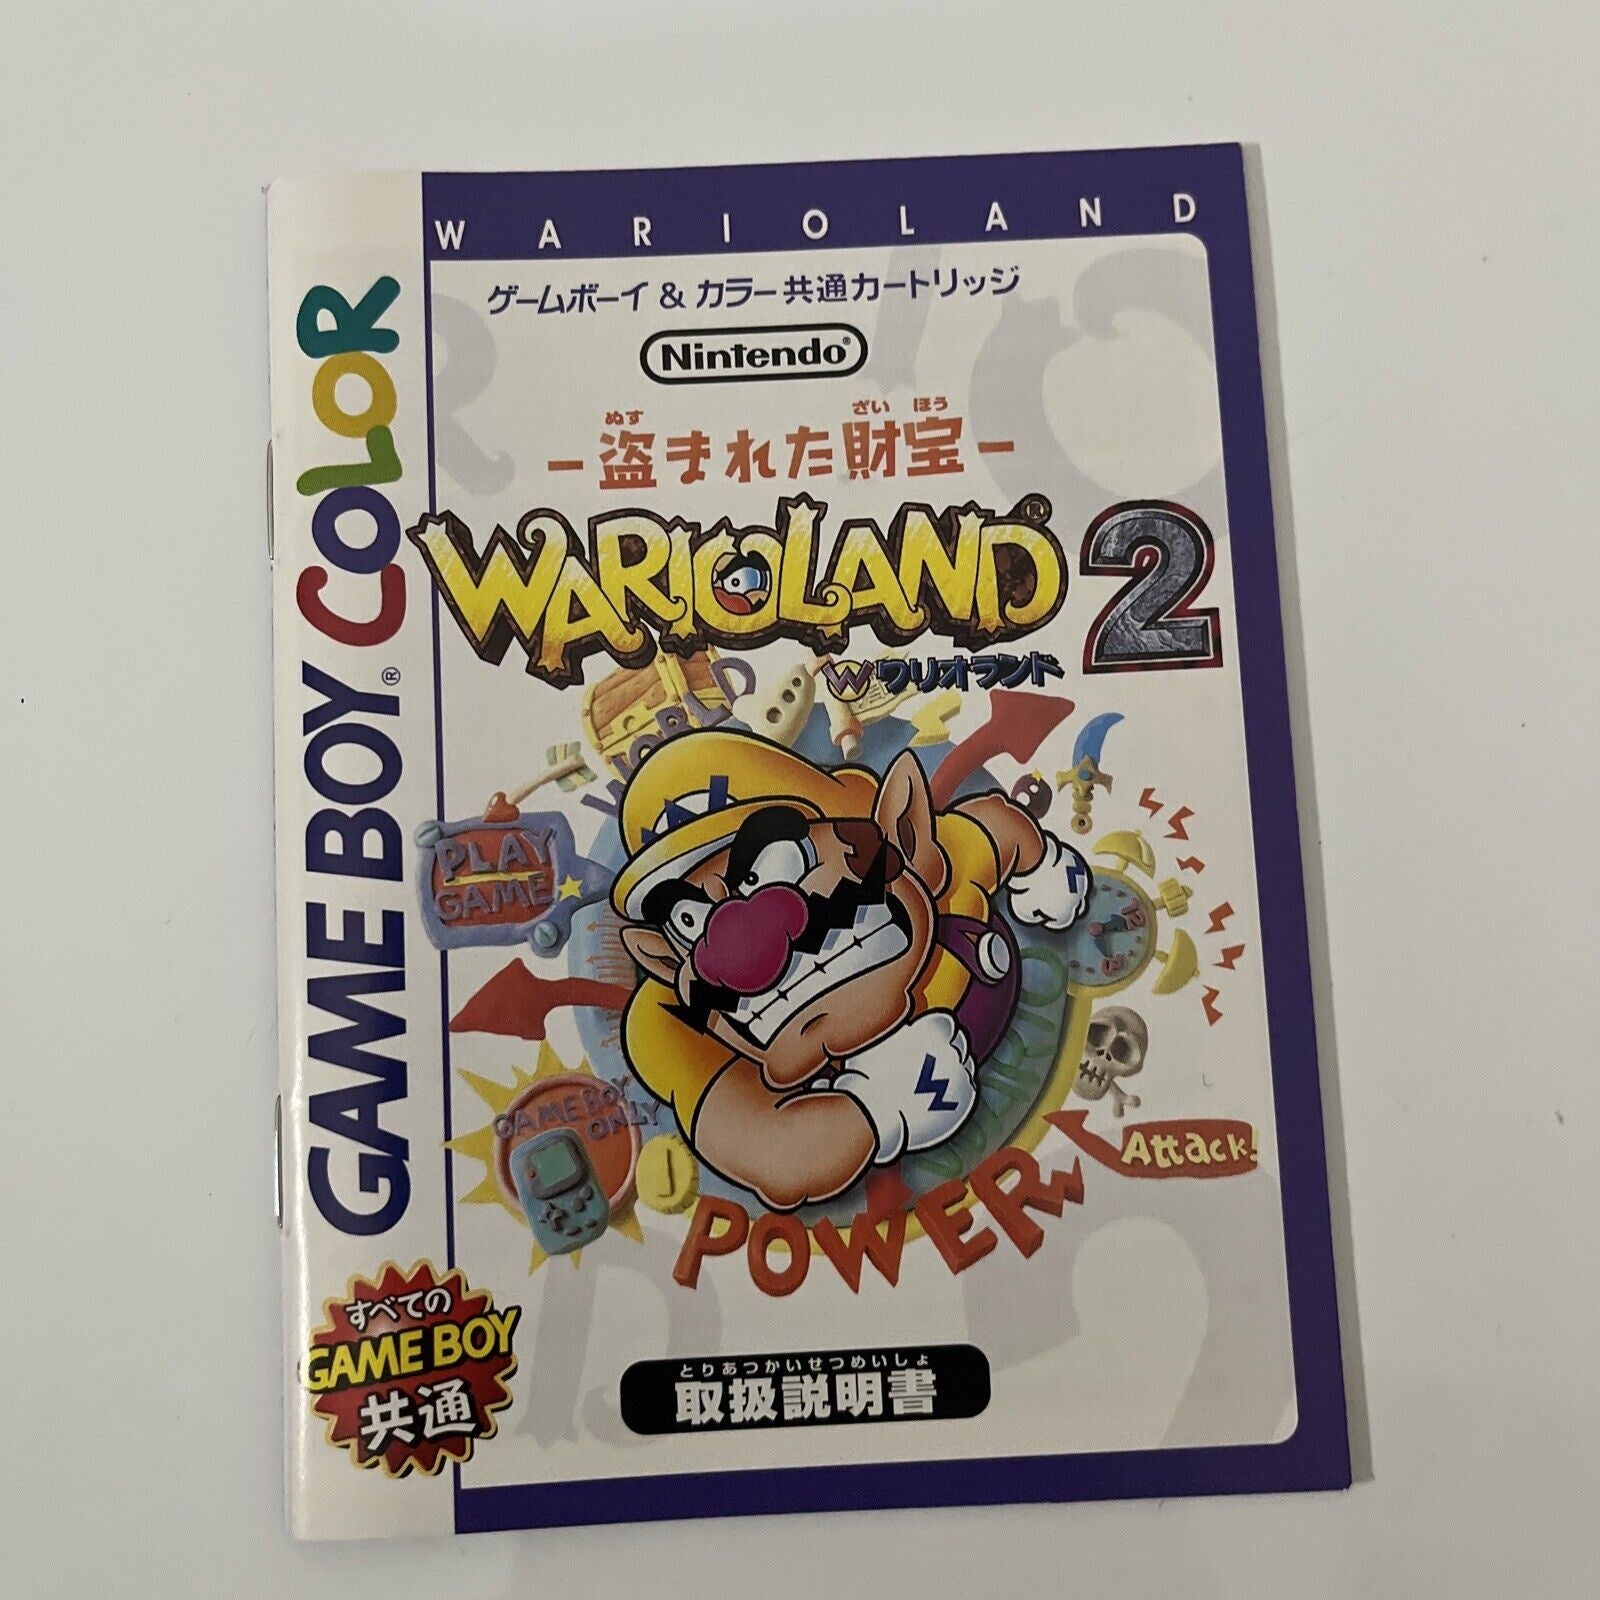 WARIOLAND
ゲームボーイ & カラー共通カートリッジ
Nintendo®
ぬす ざい ほう
-盗まれた財宝-
WARIOLAND® 2
W ワリオランド
WORLD
PLAY
GAME
12
WARIO
WARIO
GAME BOY
ONLY
POWER
Attack!
GAME BOY® COLOR
すべての
GAME BOY
共通
とりあつかいせつめいしょ
取扱説明書